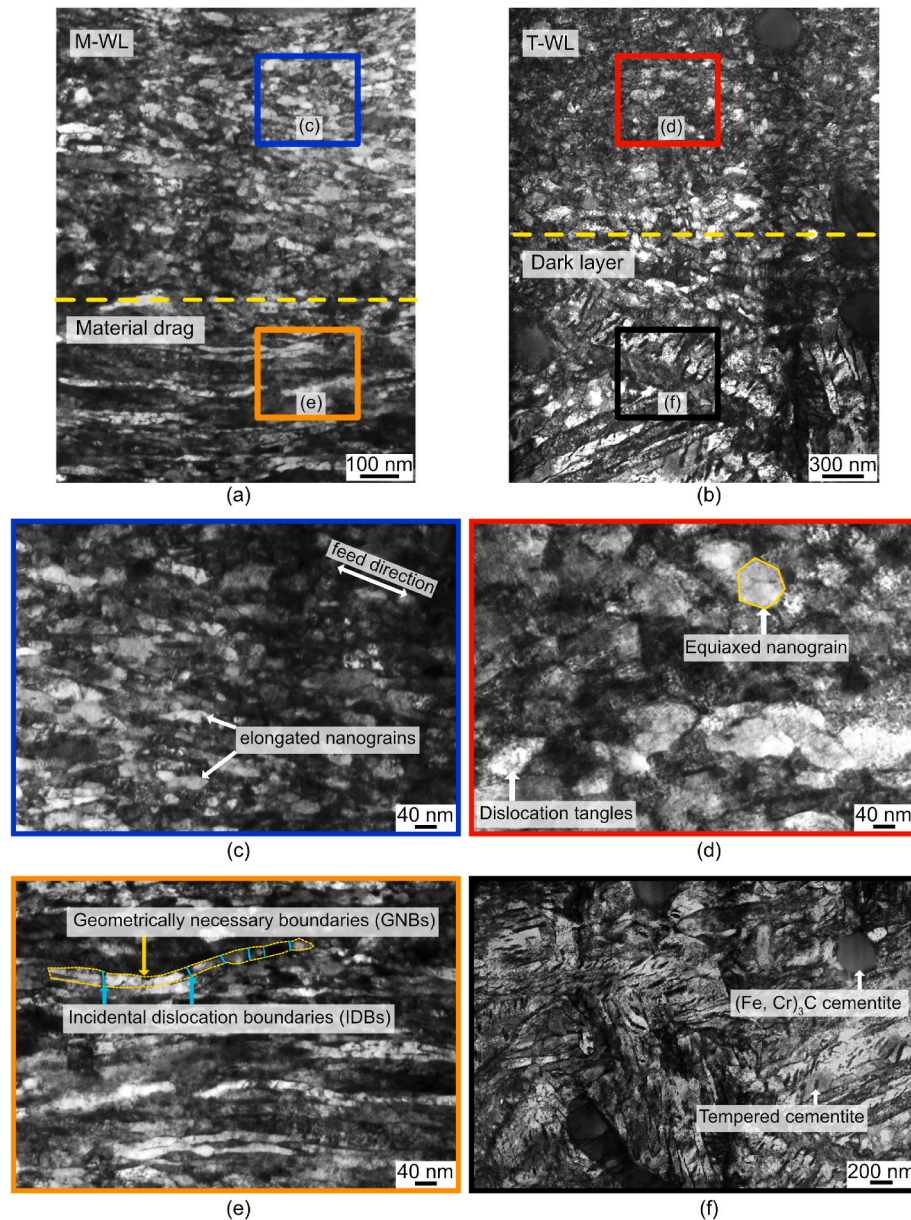 M-WL
(c)
Material drag
(e)
100 nm
(a)
T-WL
(d)
Dark layer
(f)
300 nm
(b)
feed direction
elongated nanograins
40 nm
(c)
Equiaxed nanograin
Dislocation tangles
40 nm
(d)
Geometrically necessary boundaries (GNBs)
Incidental dislocation boundaries (IDBs)
40 nm
(e)
(Fe, Cr)₃C cementite
Tempered cementite
200 nm
(f)